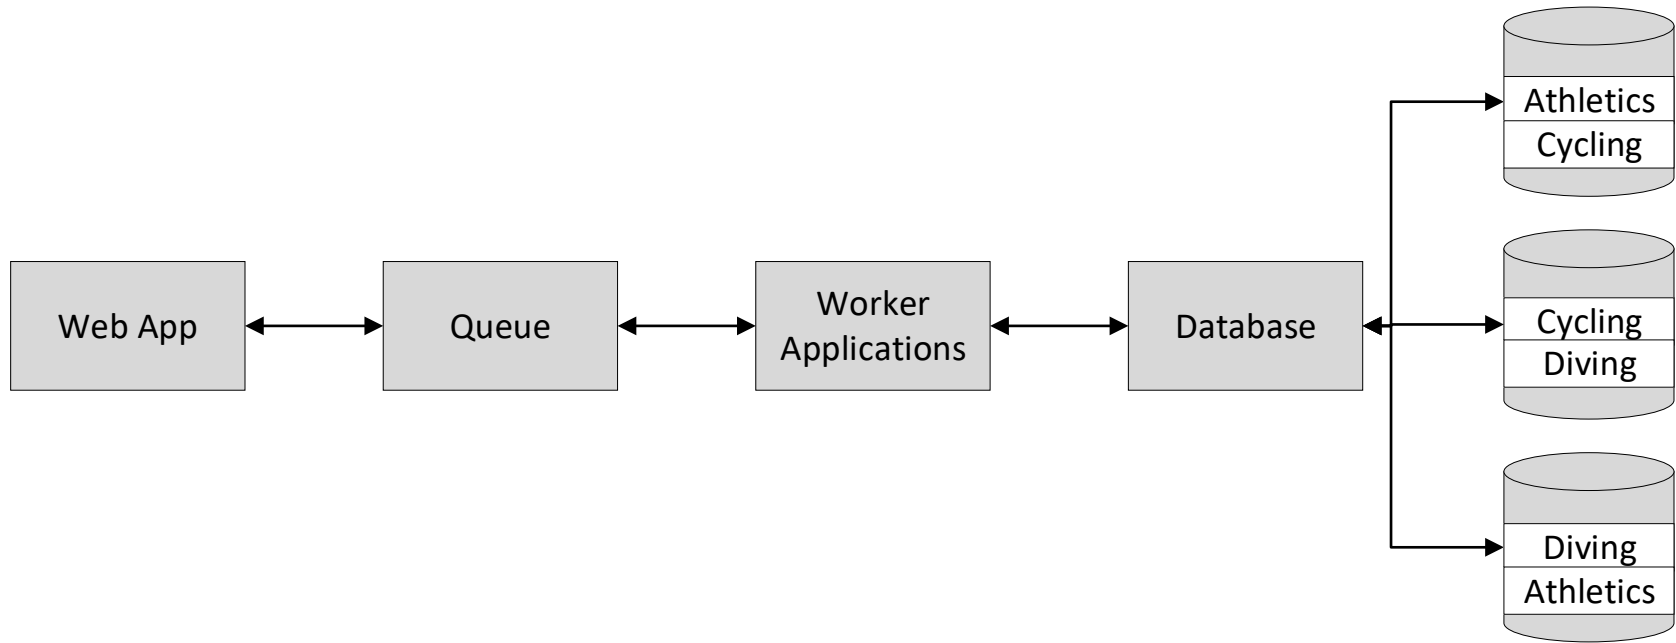 Web App
Queue
Worker
Applications
Database
Athletics
Cycling
Cycling
Diving
Diving
Athletics